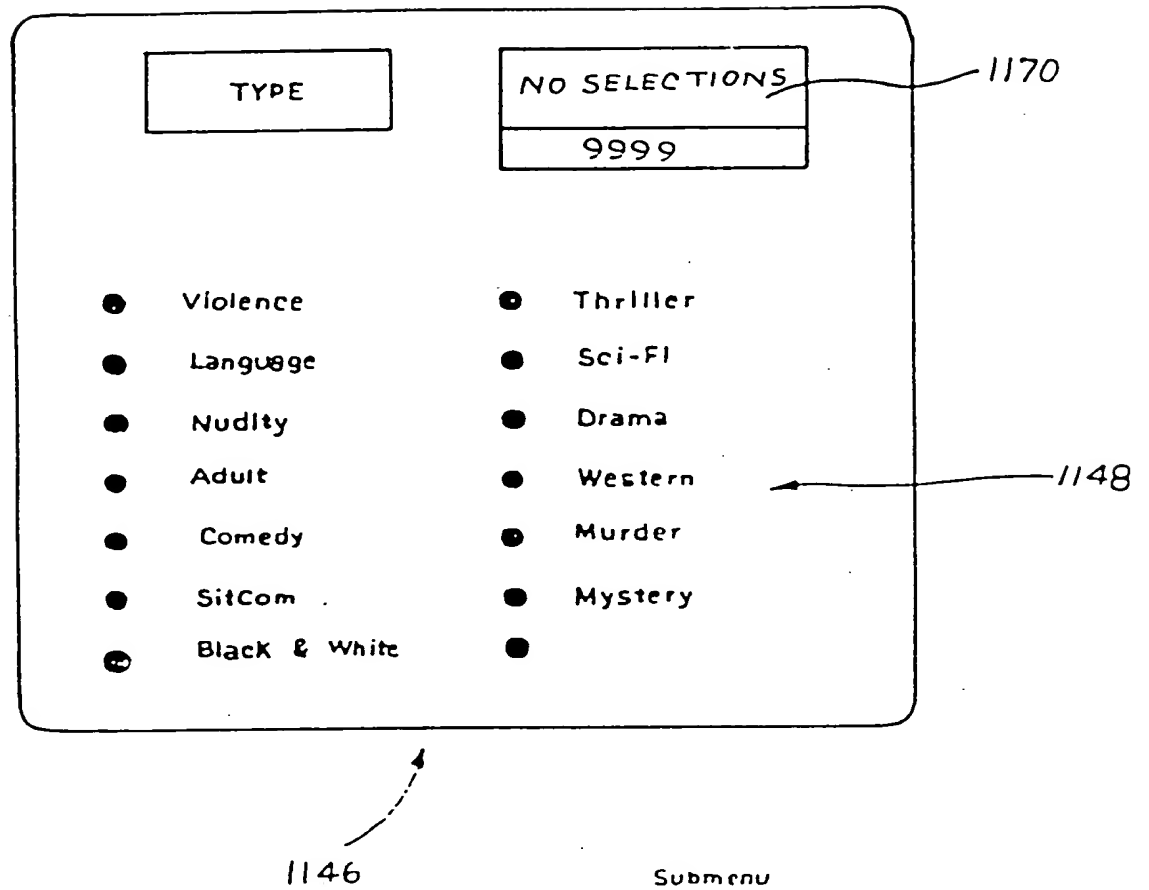 TYPE
NO SELECTIONS
1170
9999
Violence
Thriller
Language
Sci-Fi
Nudity
Drama
Adult
Western
1148
Comedy
Murder
SitCom
Mystery
Black & White
1146
Submenu